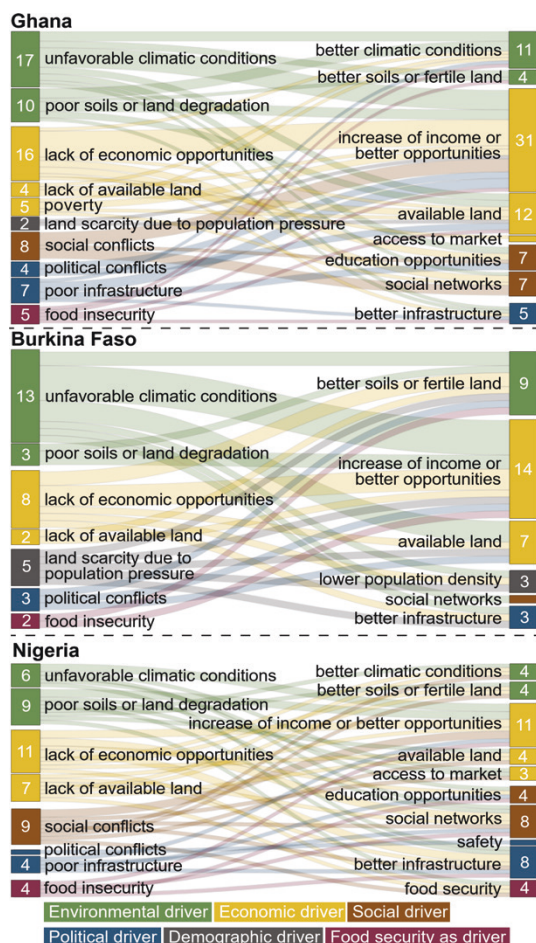 Ghana
17 unfavorable climatic conditions
better climatic conditions 11
better soils or fertile land 4
10 poor soils or land degradation
increase of income or
better opportunities 31
16 lack of economic opportunities
4 lack of available land
5 poverty
available land 12
2 land scarcity due to population pressure
access to market
8 social conflicts
education opportunities 7
4 political conflicts
social networks 7
7 poor infrastructure
5 food insecurity
better infrastructure 5
Burkina Faso
13 unfavorable climatic conditions
better soils or fertile land 9
3 poor soils or land degradation
increase of income or
better opportunities 14
8 lack of economic opportunities
2 lack of available land
available land 7
5 land scarcity due to
population pressure
lower population density 3
3 political conflicts
social networks
2 food insecurity
better infrastructure 3
Nigeria
6 unfavorable climatic conditions
better climatic conditions 4
better soils or fertile land 4
9 poor soils or land degradation
increase of income or better opportunities 11
11 lack of economic opportunities
available land 4
access to market 3
7 lack of available land
education opportunities 4
9 social conflicts
social networks 8
safety
political conflicts
4 poor infrastructure
better infrastructure 8
4 food insecurity
food security 4
Environmental driver Economic driver Social driver
Political driver Demographic driver Food security as driver